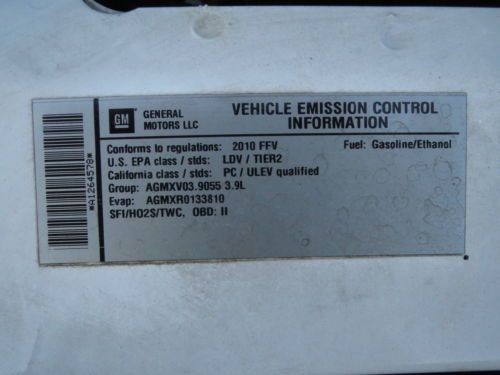 GM
GENERAL MOTORS LLC
VEHICLE EMISSION CONTROL
INFORMATION
Conforms to regulations: 2010 FFV Fuel: Gasoline/Ethanol
U.S. EPA class / stds: LDV / TIER2
California class / stds: PC / ULEV qualified
Group: AGMXV03.9055 3.9L
Evap: AGMXR0133810
SFI/HO2S/TWC, OBD: II
*A1264578*